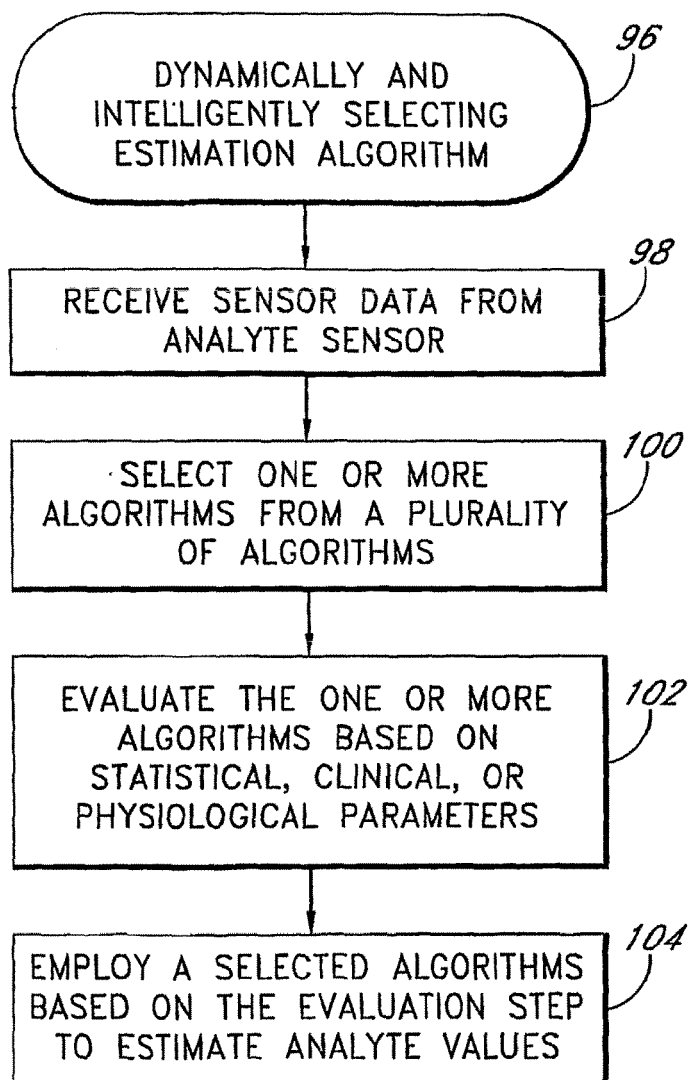 96
DYNAMICALLY AND
INTELLIGENTLY SELECTING
ESTIMATION ALGORITHM
98
RECEIVE SENSOR DATA FROM
ANALYTE SENSOR
100
SELECT ONE OR MORE
ALGORITHMS FROM A PLURALITY
OF ALGORITHMS
102
EVALUATE THE ONE OR MORE
ALGORITHMS BASED ON
STATISTICAL, CLINICAL, OR
PHYSIOLOGICAL PARAMETERS
104
EMPLOY A SELECTED ALGORITHMS
BASED ON THE EVALUATION STEP
TO ESTIMATE ANALYTE VALUES